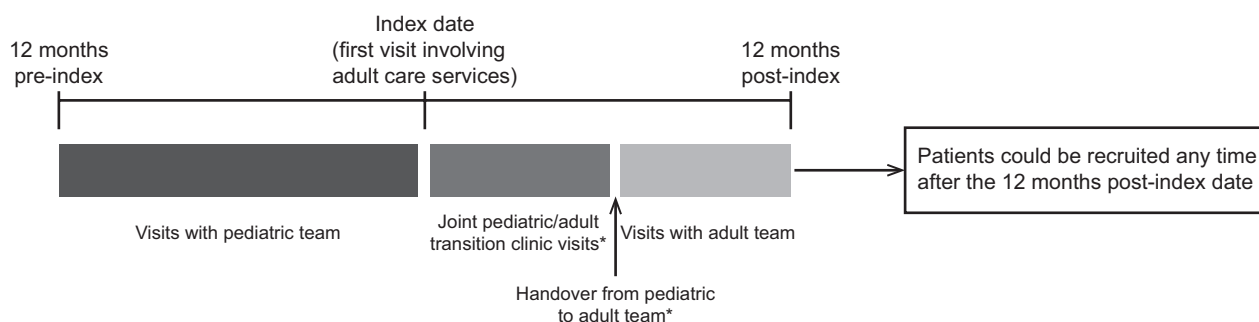 12 months
pre-index
Index date
(first visit involving
adult care services)
12 months
post-index
Patients could be recruited any time
after the 12 months post-index date
Visits with pediatric team
Joint pediatric/adult
transition clinic visits*
Visits with adult team
Handover from pediatric
to adult team*